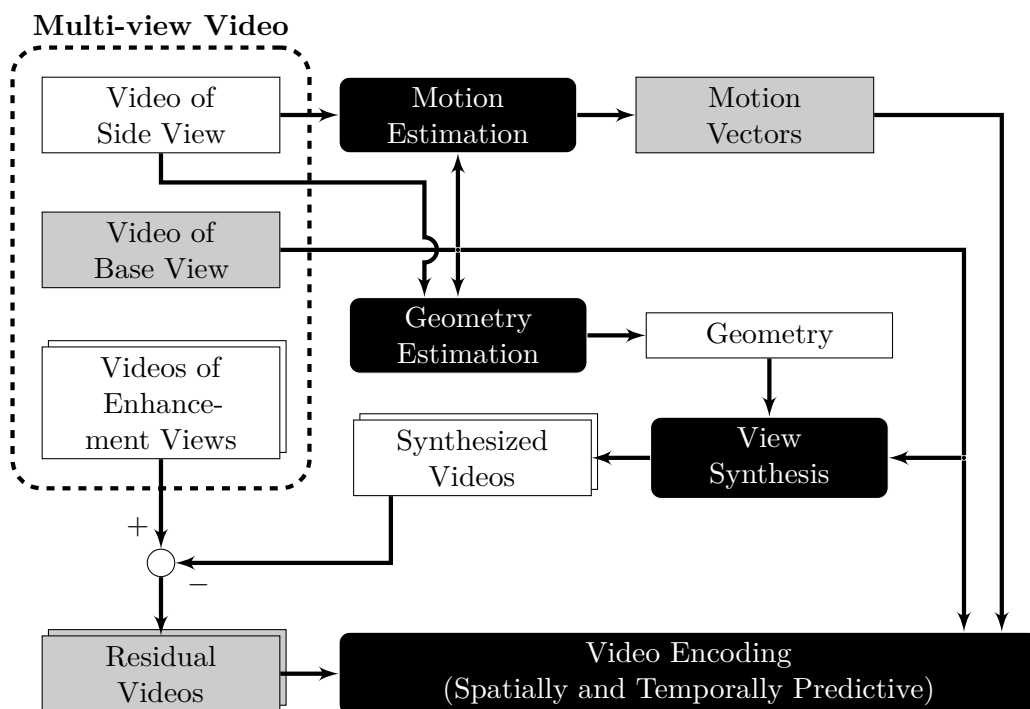 Multi-view Video
Video of
Side View
Motion
Estimation
Motion
Vectors
Video of
Base View
Geometry
Estimation
Geometry
Videos of
Enhance-
ment Views
Synthesized
Videos
View
Synthesis
+
−
Residual
Videos
Video Encoding
(Spatially and Temporally Predictive)